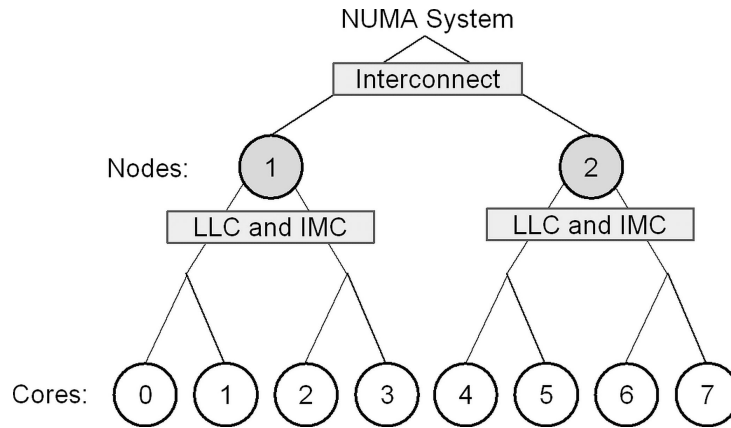 NUMA System
Interconnect
Nodes: 1 2
LLC and IMC LLC and IMC
Cores: 0 1 2 3 4 5 6 7